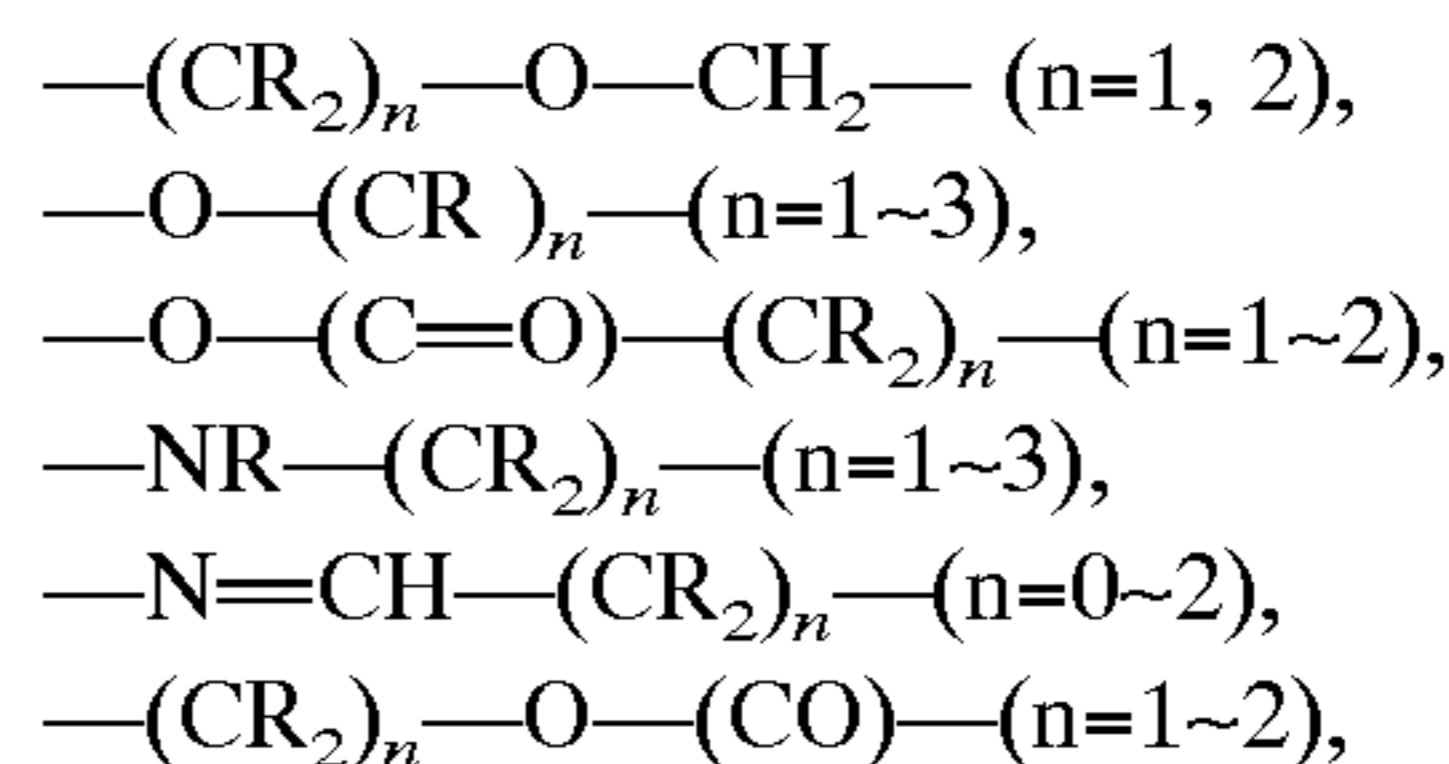 —(CR₂)ₙ—O—CH₂— (n=1, 2),
—O—(CR )ₙ—(n=1~3),
—O—(C=O)—(CR₂)ₙ—(n=1~2),
—NR—(CR₂)ₙ—(n=1~3),
—N=CH—(CR₂)ₙ—(n=0~2),
—(CR₂)ₙ—O—(CO)—(n=1~2),